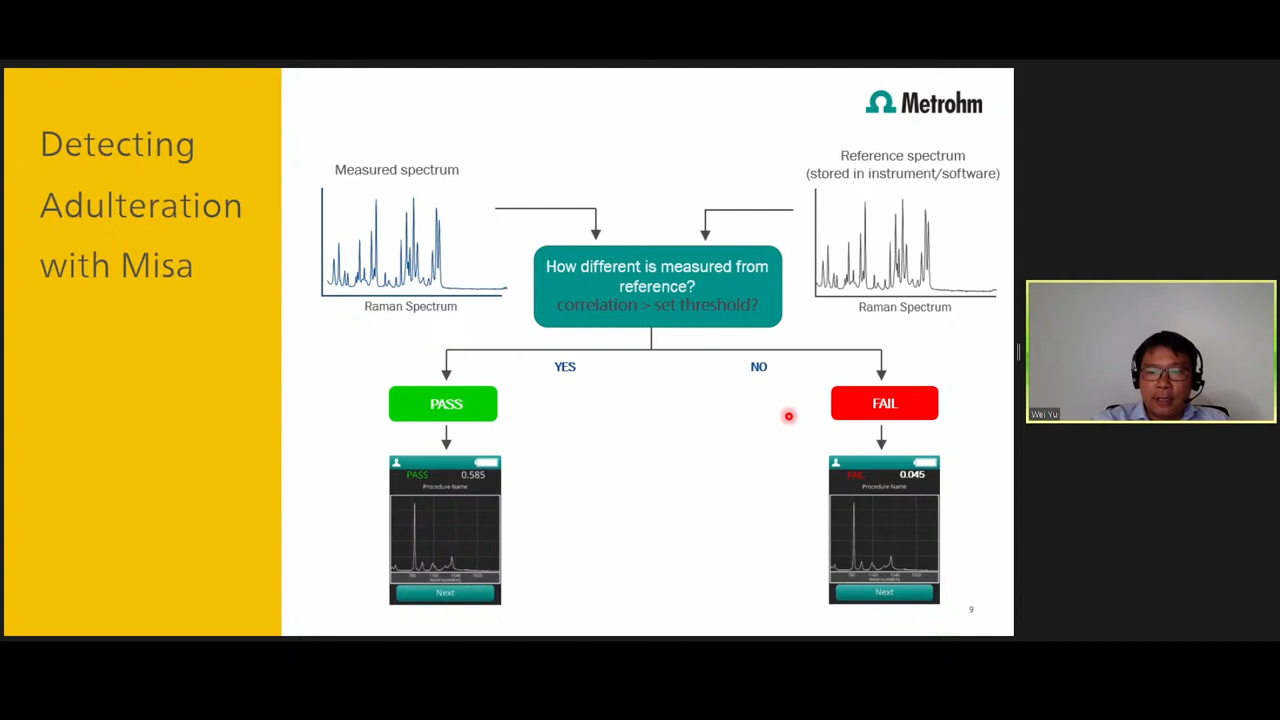 Detecting
Adulteration
with Misa
Metrohm
Measured spectrum
Reference spectrum
(stored in instrument/software)
Raman Spectrum
How different is measured from
reference?
correlation > set threshold?
Raman Spectrum
YES
NO
PASS
FAIL
PASS 0.585
Procedure Name
Next
FAIL 0.045
Procedure Name
Next
9
Wei Yu